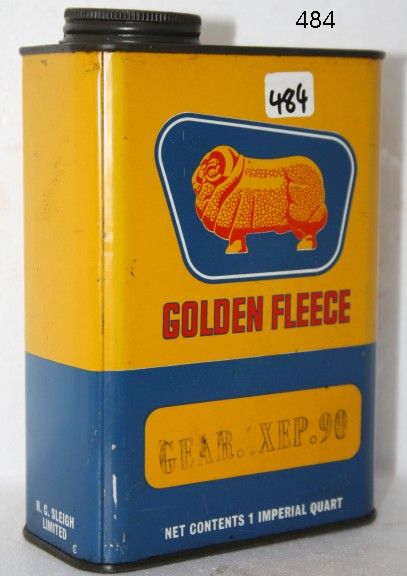 484
484
GOLDEN FLEECE
GEAR. XEP.90
H. C. SLEIGH
LIMITED
NET CONTENTS 1 IMPERIAL QUART